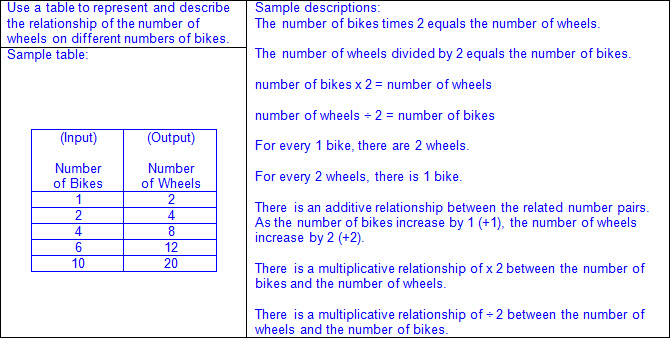 Use a table to represent and describe
the relationship of the number of
wheels on different numbers of bikes.
Sample table:
(Input) (Output)
Number Number
of Bikes of Wheels
1 2
2 4
4 8
6 12
10 20
Sample descriptions:
The number of bikes times 2 equals the number of wheels.
The number of wheels divided by 2 equals the number of bikes.
number of bikes x 2 = number of wheels
number of wheels ÷ 2 = number of bikes
For every 1 bike, there are 2 wheels.
For every 2 wheels, there is 1 bike.
There is an additive relationship between the related number pairs.
As the number of bikes increase by 1 (+1), the number of wheels
increase by 2 (+2).
There is a multiplicative relationship of x 2 between the number of
bikes and the number of wheels.
There is a multiplicative relationship of ÷ 2 between the number of
wheels and the number of bikes.